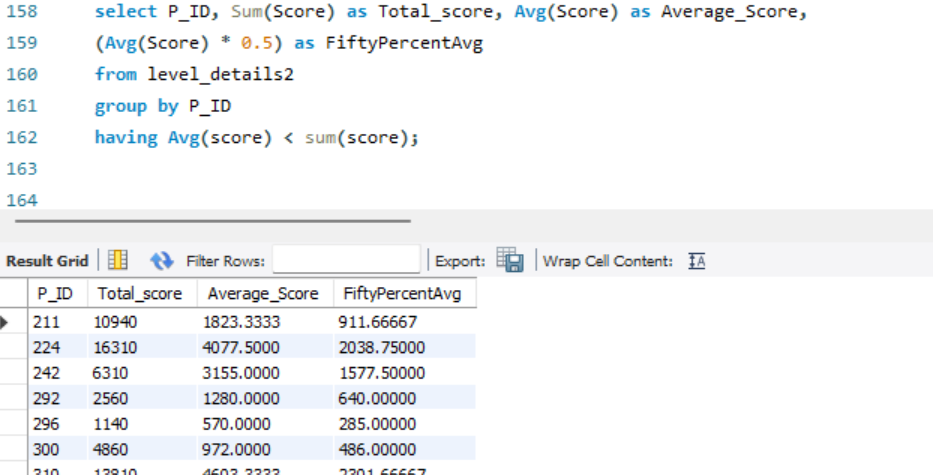 158 select P_ID, Sum(Score) as Total_score, Avg(Score) as Average_Score,
159 (Avg(Score) * 0.5) as FiftyPercentAvg
160 from level_details2
161 group by P_ID
162 having Avg(score) < sum(score);
163
164
Result Grid Filter Rows: Export: Wrap Cell Content: IA
P_ID Total_score Average_Score FiftyPercentAvg
211 10940 1823.3333 911.66667
224 16310 4077.5000 2038.75000
242 6310 3155.0000 1577.50000
292 2560 1280.0000 640.00000
296 1140 570.0000 285.00000
300 4860 972.0000 486.00000
310 13810 4603.3333 2301.66667